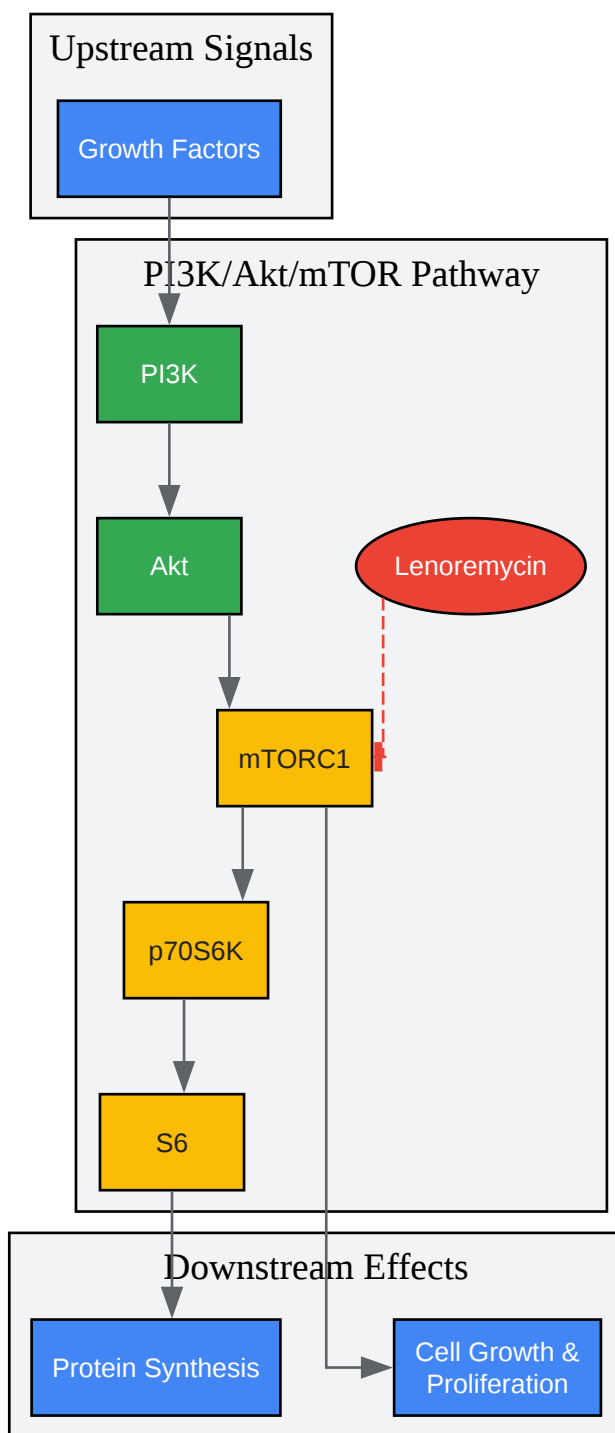 Upstream Signals
Growth Factors
PI3K/Akt/mTOR Pathway
PI3K
Akt
Lenoremycin
mTORC1
p70S6K
S6
Downstream Effects
Protein Synthesis
Cell Growth &
Proliferation